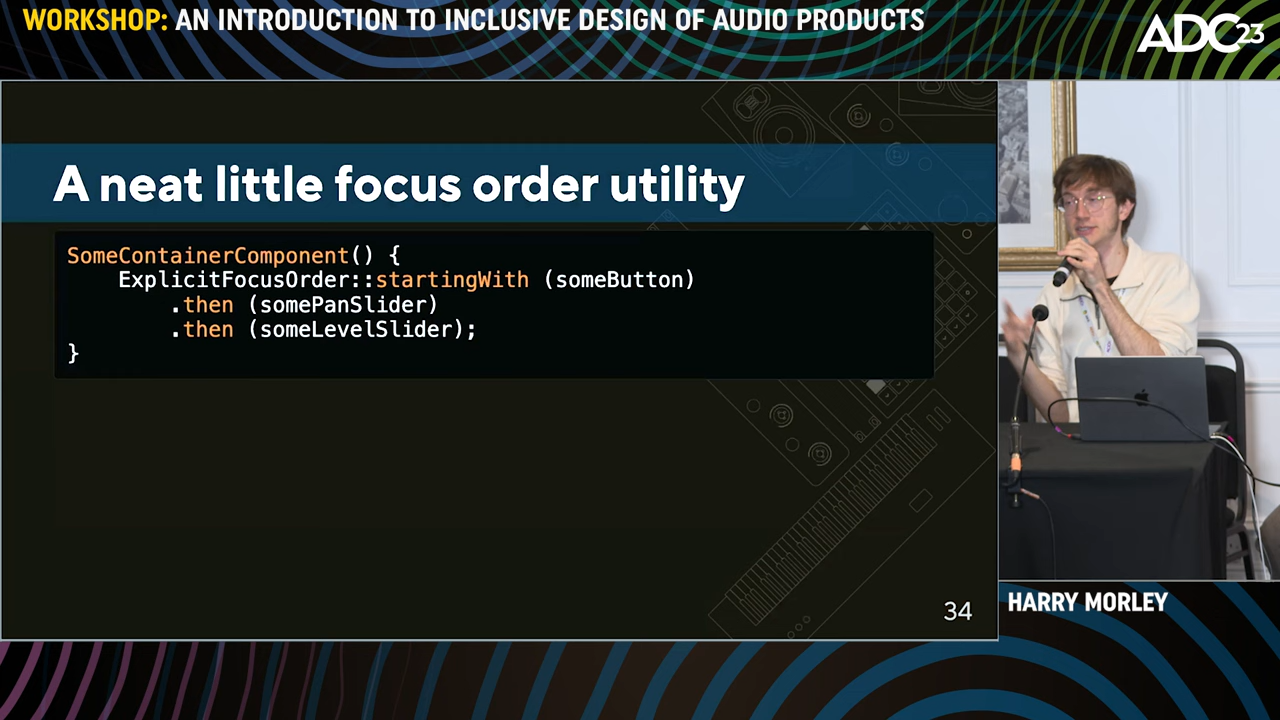 WORKSHOP: AN INTRODUCTION TO INCLUSIVE DESIGN OF AUDIO PRODUCTS
ADC23
A neat little focus order utility
SomeContainerComponent() {
    ExplicitFocusOrder::startingWith (someButton)
        .then (somePanSlider)
        .then (someLevelSlider);
}
34
HARRY MORLEY